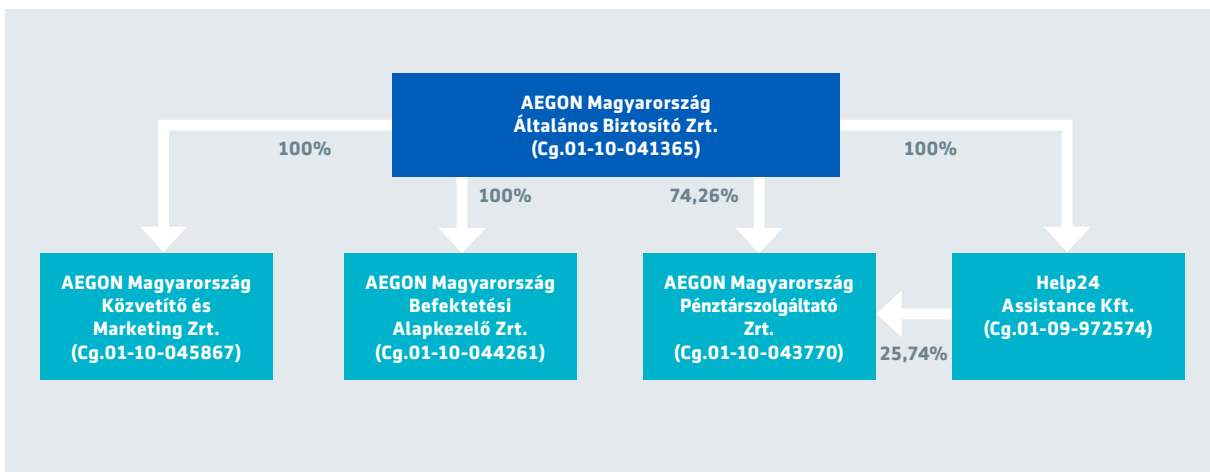 AEGON Magyarország
Általános Biztosító Zrt.
(Cg.01-10-041365)
100%
100%
100%
74,26%
AEGON Magyarország
Közvetítő és
Marketing Zrt.
(Cg.01-10-045867)
AEGON Magyarország
Befektetési
Alapkezelő Zrt.
(Cg.01-10-044261)
AEGON Magyarország
Pénztárszolgáltató
Zrt.
(Cg.01-10-043770)
25,74%
Help24
Assistance Kft.
(Cg.01-09-972574)